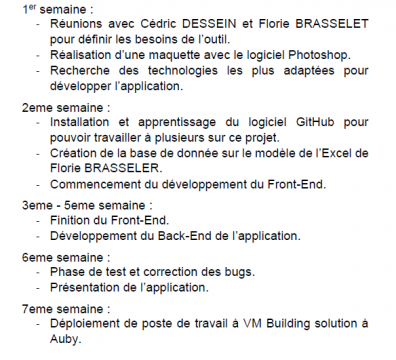 1er semaine :
- Réunions avec Cédric DESSEIN et Florie BRASSELET
pour définir les besoins de l'outil.
- Réalisation d'une maquette avec le logiciel Photoshop.
- Recherche des technologies les plus adaptées pour
développer l'application.
2eme semaine :
- Installation et apprentissage du logiciel GitHub pour
pouvoir travailler à plusieurs sur ce projet.
- Création de la base de donnée sur le modèle de l'Excel de
Florie BRASSELER.
- Commencement du développement du Front-End.
3eme - 5eme semaine :
- Finition du Front-End.
- Développement du Back-End de l'application.
6eme semaine :
- Phase de test et correction des bugs.
- Présentation de l'application.
7eme semaine :
- Déploiement de poste de travail à VM Building solution à
Auby.